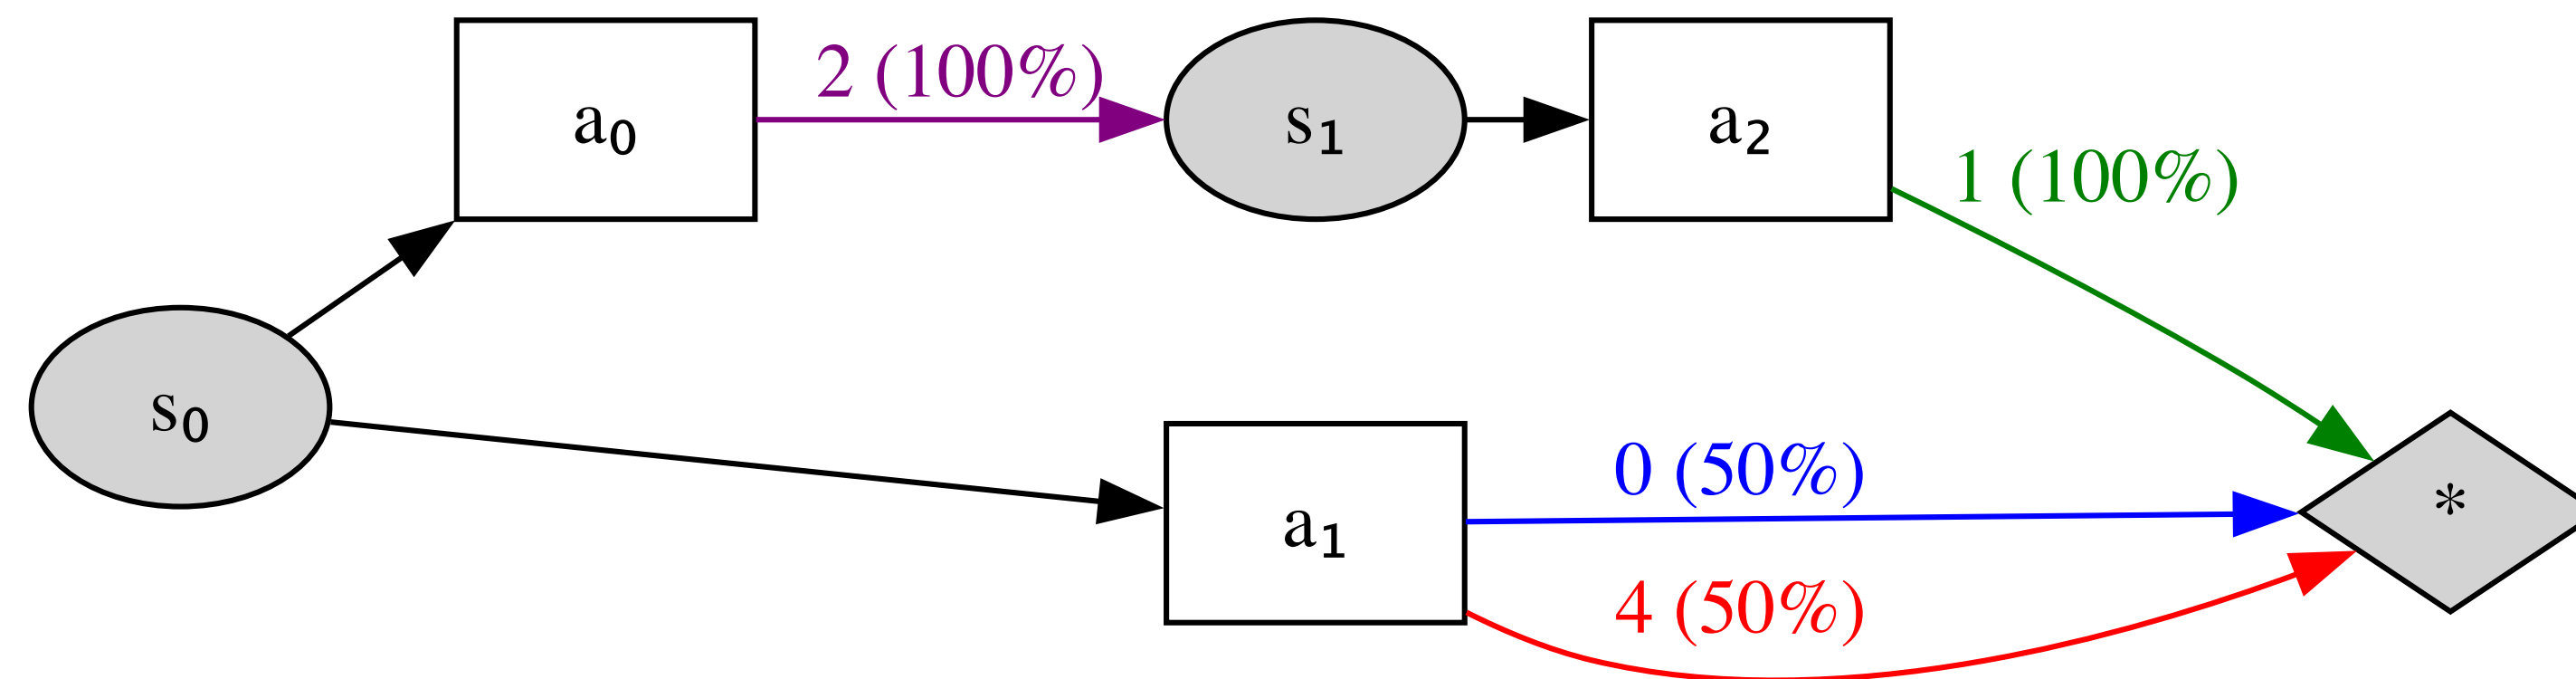 a₀
2 (100%)
s₁
a₂
1 (100%)
s₀
a₁
0 (50%)
4 (50%)
*